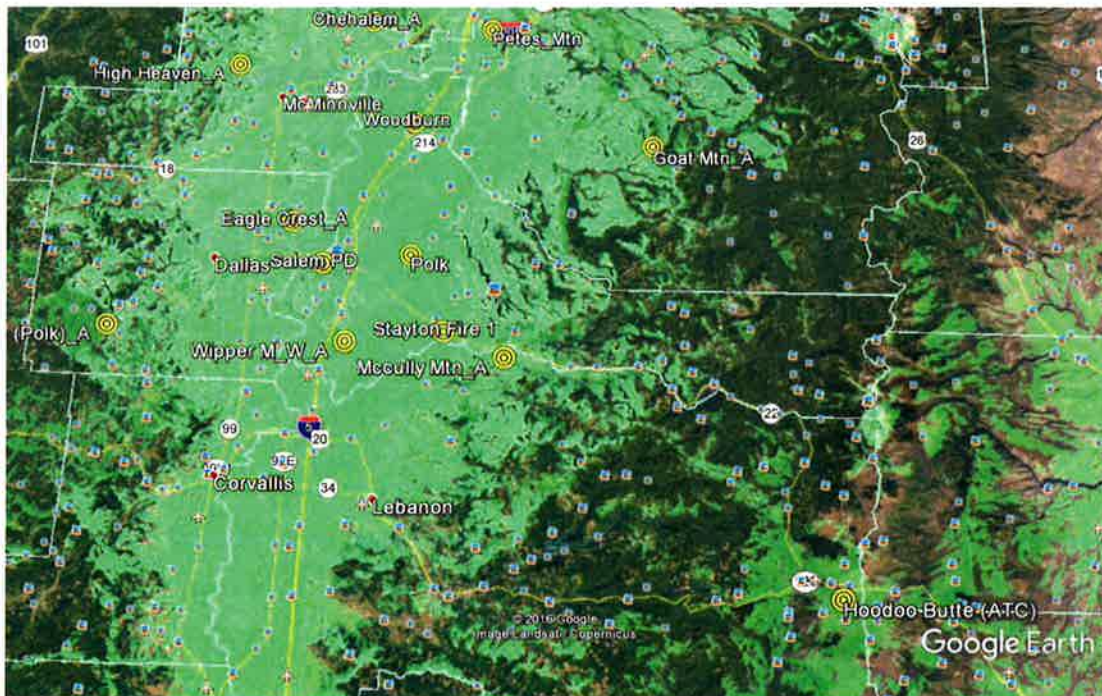 Chehalem_A
Petes_Mtn
101
High Heaven_A
McMinnville
Woodburn
214
26
18
Goat Mtn_A
Eagle Crest_A
Dallas
Salem PD
Polk
(Polk)_A
Stayton Fire 1
Wipper M_W_A
Mccully Mtn_A
22
99
5
20
Corvallis
34
Lebanon
Hoodoo Butte (ATC)
© 2016 Google
Image Landsat / Copernicus
Google Earth